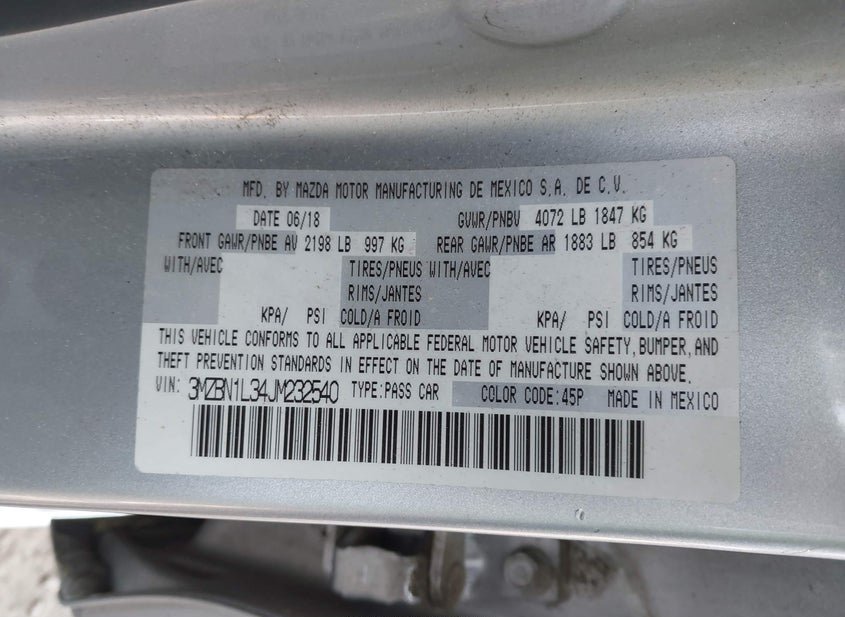 MFD. BY MAZDA MOTOR MANUFACTURING DE MEXICO S.A. DE C.V.
DATE 06/18 GVWR/PNBV 4072 LB 1847 KG
FRONT GAWR/PNBE AV 2198 LB 997 KG REAR GAWR/PNBE AR 1883 LB 854 KG
WITH/AVEC TIRES/PNEUS WITH/AVEC TIRES/PNEUS
RIMS/JANTES RIMS/JANTES
KPA/ PSI COLD/A FROID KPA/ PSI COLD/A FROID
THIS VEHICLE CONFORMS TO ALL APPLICABLE FEDERAL MOTOR VEHICLE SAFETY, BUMPER, AND
THEFT PREVENTION STANDARDS IN EFFECT ON THE DATE OF MANUFACTURE SHOWN ABOVE.
VIN: 3MZBN1L34JM232540 TYPE:PASS CAR COLOR CODE:45P MADE IN MEXICO